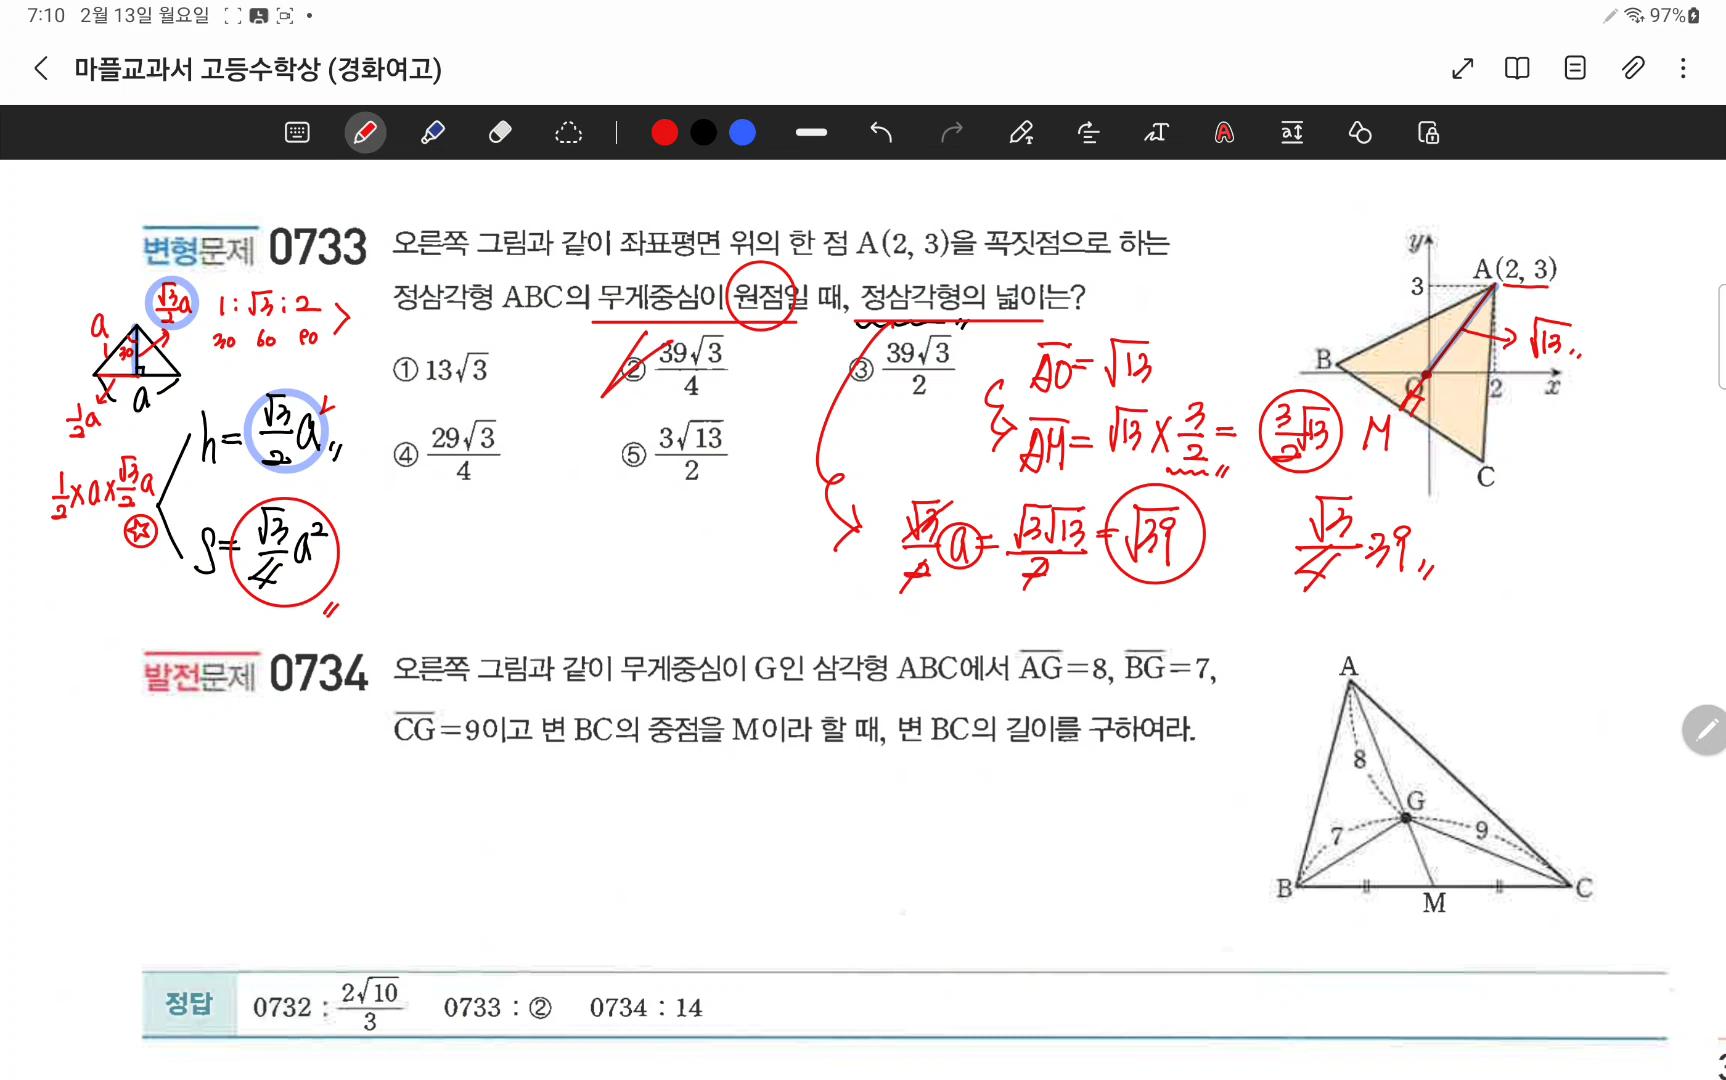 7:10 2월 13일 월요일
97%
마플교과서 고등수학상 (경화여고)
변형문제 0733 오른쪽 그림과 같이 좌표평면 위의 한 점 A(2, 3)을 꼭짓점으로 하는
정삼각형 ABC의 무게중심이 원점일 때, 정삼각형의 넓이는?
① 13√3 ② 39√3/4 ③ 39√3/2
④ 29√3/4 ⑤ 3√13/2
y
A(2, 3)
3
B
O
2
x
C
M
√13
√3/2 a
1 : √3 : 2
30 60 90
a
30
a
1/2 a
h = √3/2 a
1/2 × a × √3/2 a
S = √3/4 a²
AO = √13
AM = √13 × 3/2 = 3/2 √13
√3/2 a = √3√13/2 = √39
√3/4 · 39
발전문제 0734 오른쪽 그림과 같이 무게중심이 G인 삼각형 ABC에서 AG=8, BG=7,
CG=9이고 변 BC의 중점을 M이라 할 때, 변 BC의 길이를 구하여라.
A
8
G
7
9
B
M
C
정답 0732 : 2√10/3 0733 : ② 0734 : 14